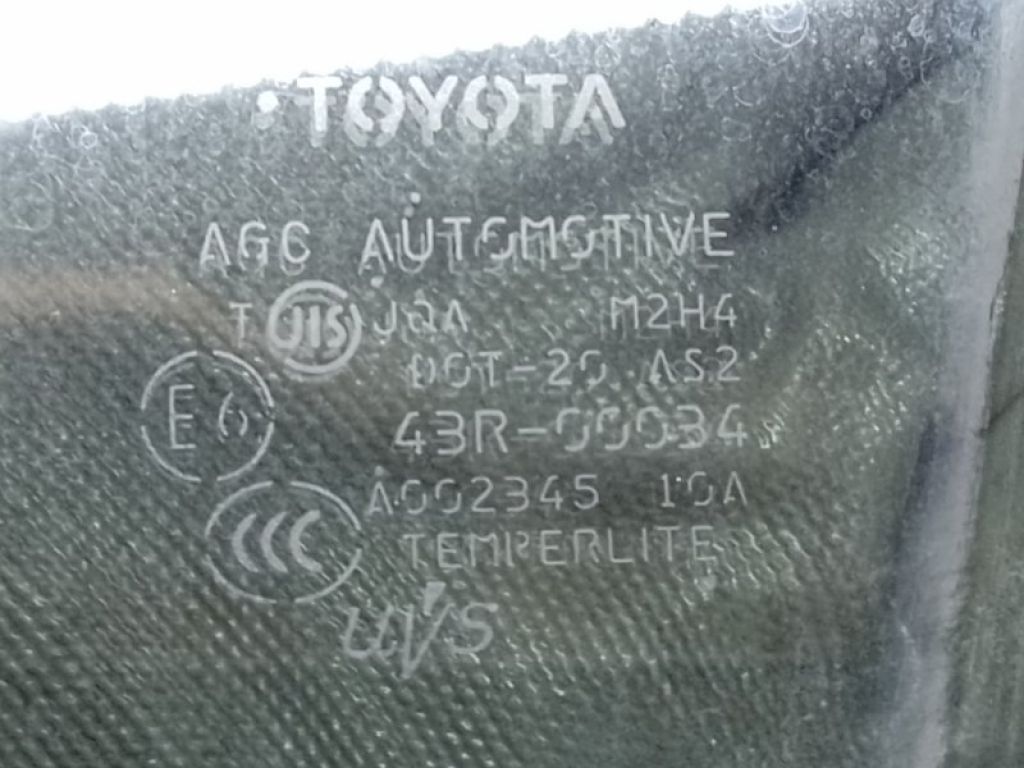 TOYOTA
AGC AUTOMOTIVE
T JIS JQA M2H4
DOT-20 AS2
E6 43R-00034
A002345 10A
CCC TEMPERLITE
UVS